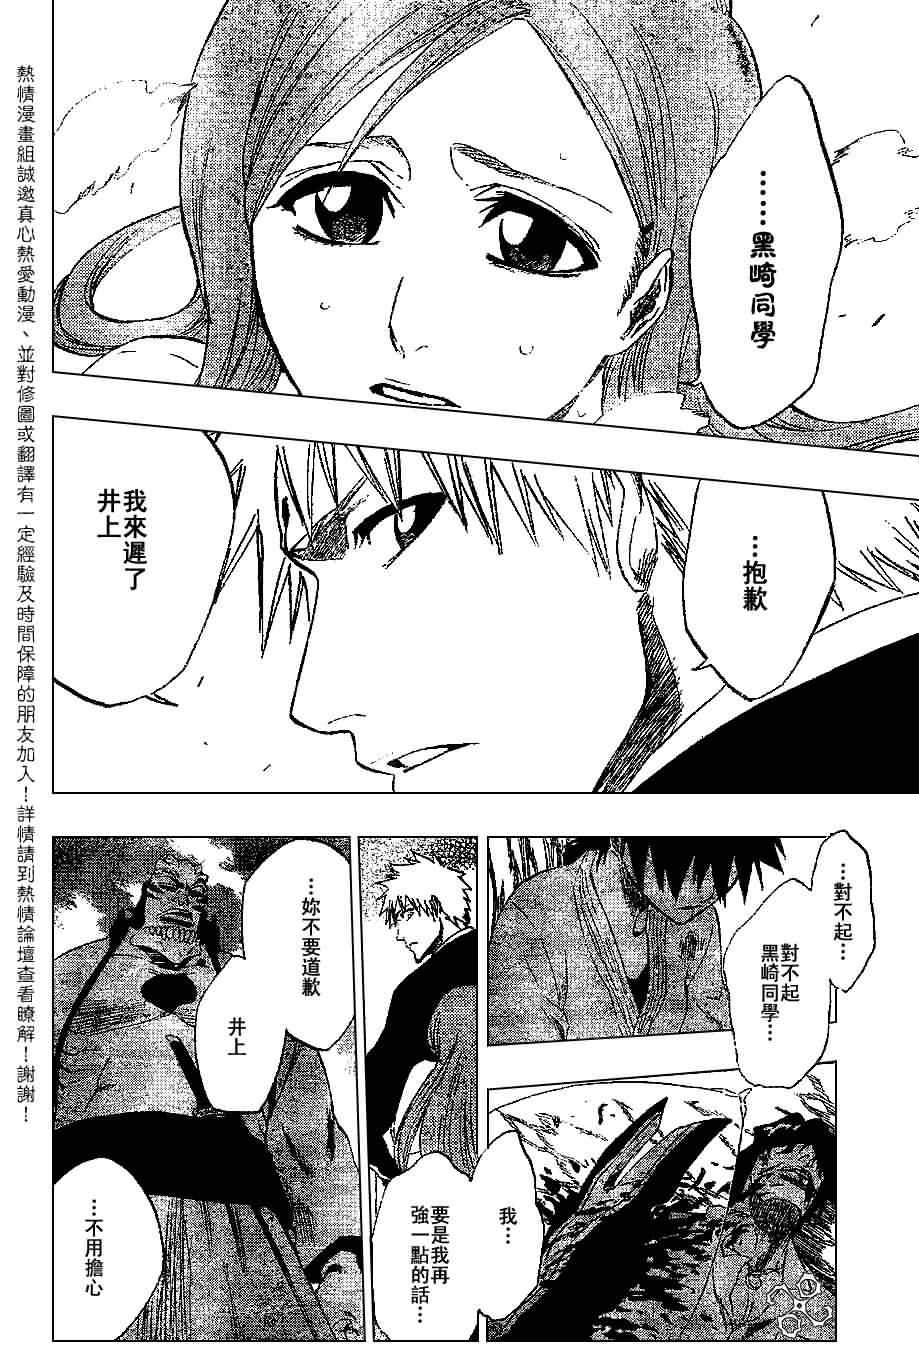 ……黑崎同學
…抱歉
我來遲了
井上
…對不起…
對不起
黑崎同學…
我…
要是我再
強一點的話…
…妳不要道歉
井上
…不用擔心
熱情漫畫組誠邀真心熱愛動漫、並對修圖或翻譯有一定經驗及時間保障的朋友加入！詳情請到熱情論壇查看瞭解！謝謝！